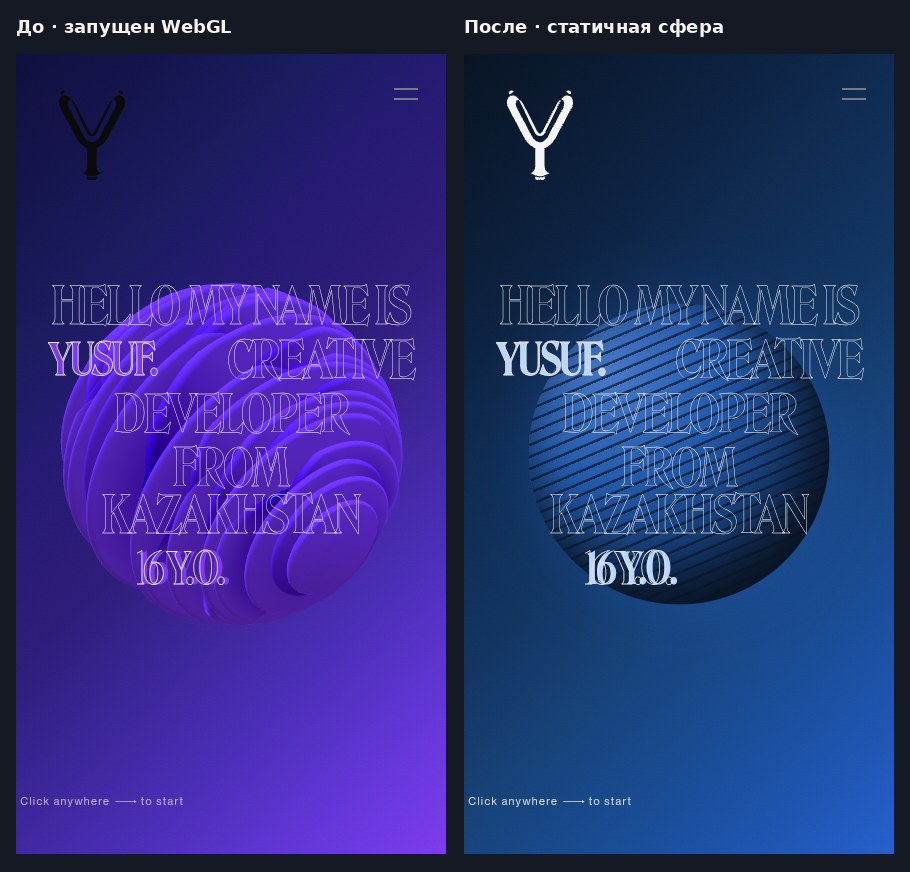 До · запущен WebGL
HELLO MY NAME IS
YUSUF. CREATIVE
DEVELOPER
FROM
KAZAKHSTAN
16 Y.O.
Click anywhere ⟶ to start
После · статичная сфера
HELLO MY NAME IS
YUSUF. CREATIVE
DEVELOPER
FROM
KAZAKHSTAN
16 Y.O.
Click anywhere ⟶ to start